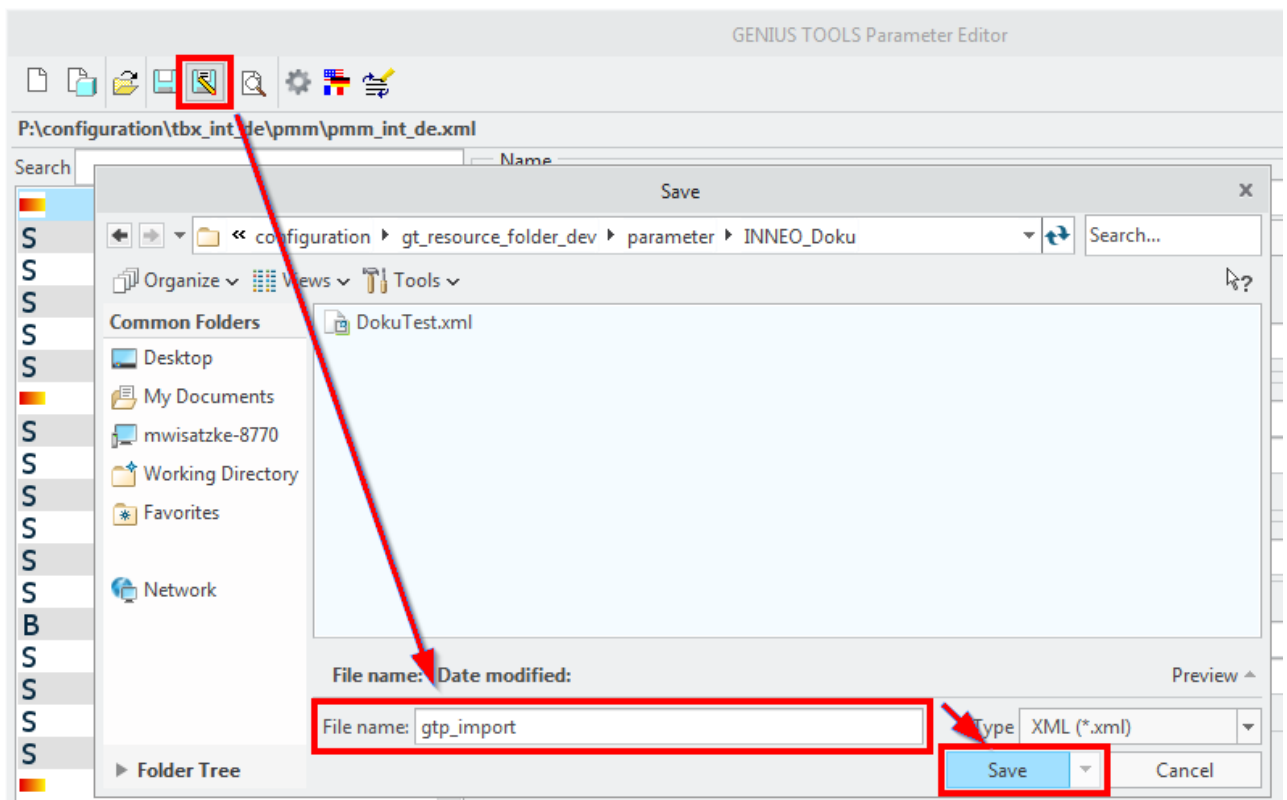 GENIUS TOOLS Parameter Editor
P:\configuration\tbx_int_de\pmm\pmm_int_de.xml
Search
Name
Save
« configuration gt_resource_folder_dev parameter INNEO_Doku
Search...
Organize Views Tools
?
Common Folders
DokuTest.xml
Desktop
My Documents
mwisatzke-8770
Working Directory
Favorites
Network
File name: Date modified:
Preview
File name: gtp_import
Type XML (*.xml)
Folder Tree
Save
Cancel
S
S
S
S
S
S
S
S
S
S
S
B
S
S
S
S